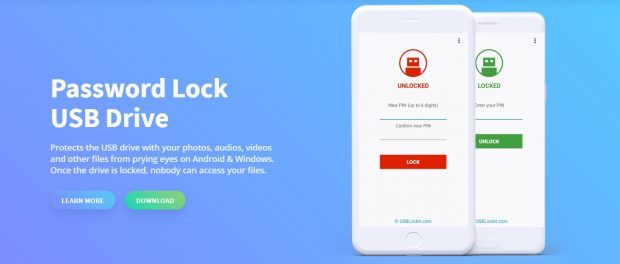 Password Lock
USB Drive
Protects the USB drive with your photos, audios, videos
and other files from prying eyes on Android & Windows.
Once the drive is locked, nobody can access your files.
LEARN MORE
DOWNLOAD
UNLOCKED
New PIN (up to 6 digits)
Confirm new PIN
LOCK
© USBLockit.com
LOCKED
Enter your PIN
UNLOCK
USBLockit.com